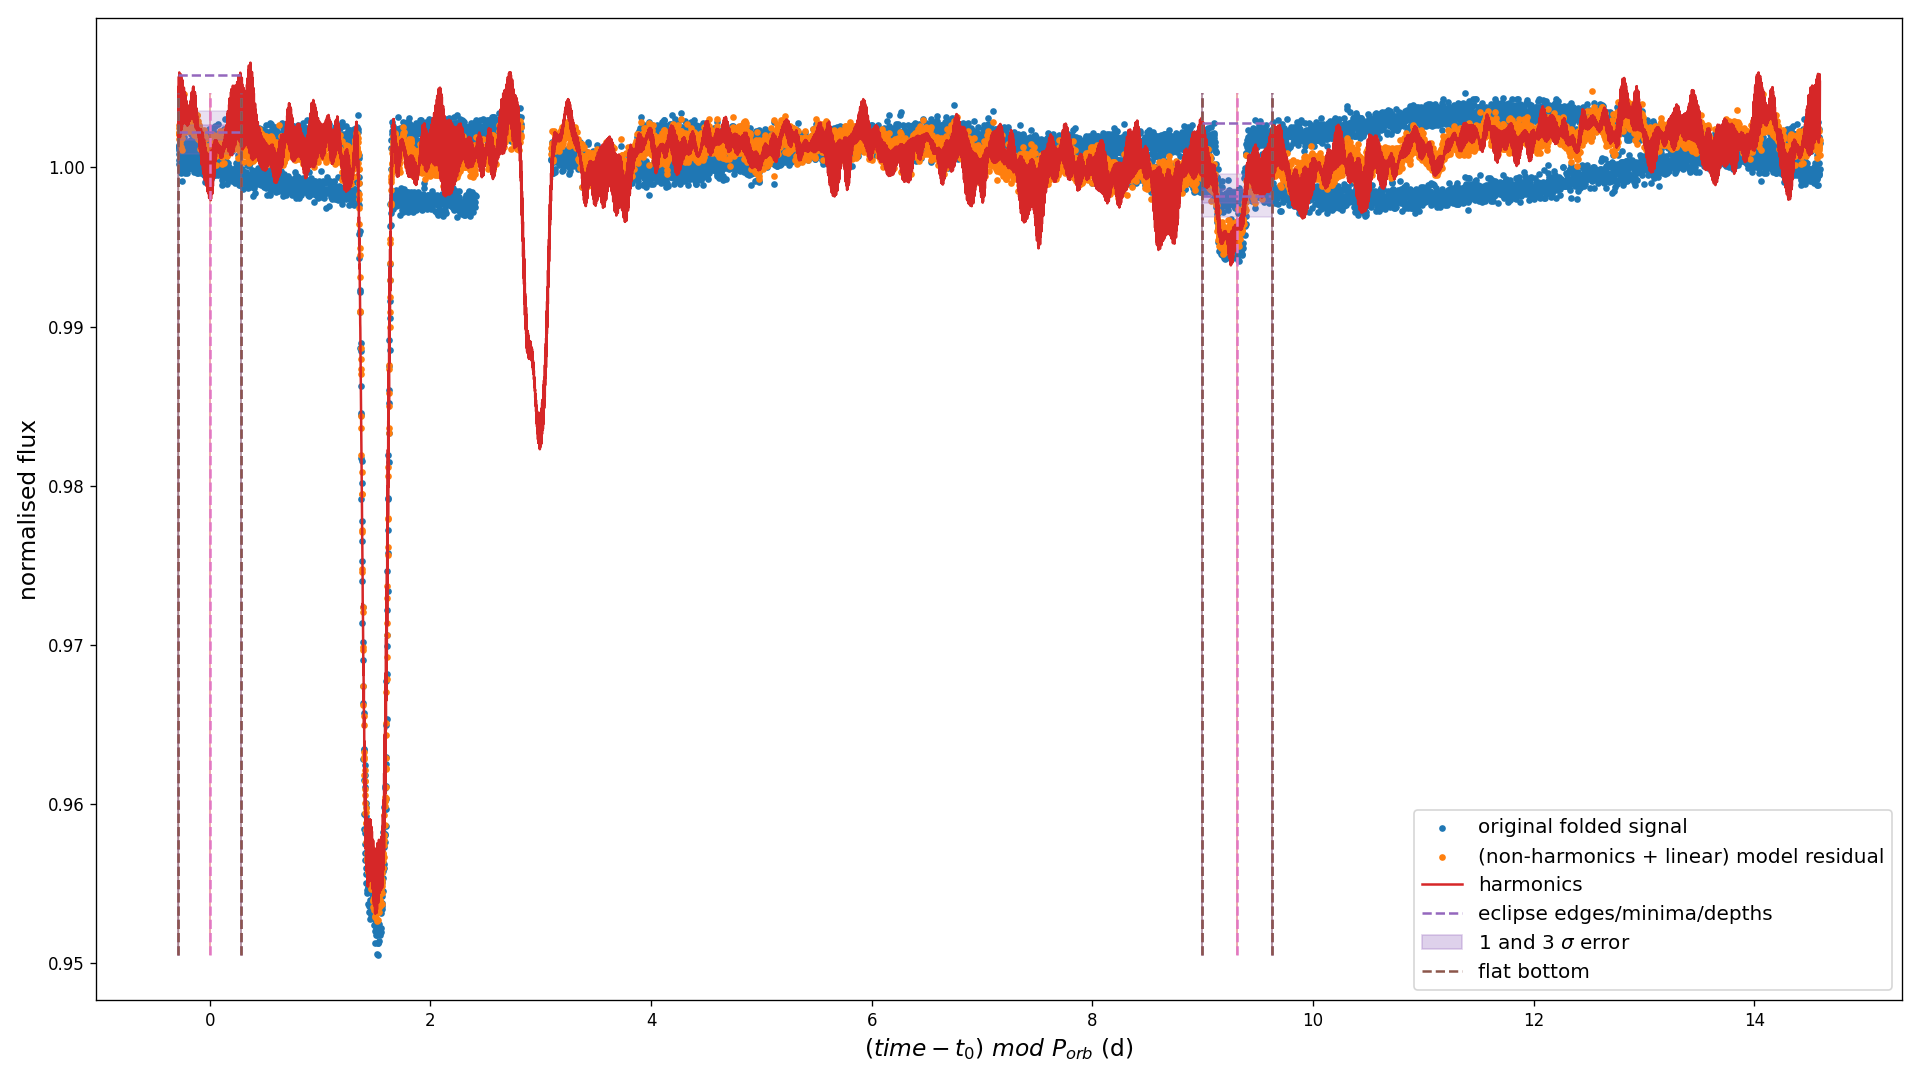 1.00
0.99
0.98
0.97
0.96
0.95
normalised flux
0 2 4 6 8 10 12 14
(time − t₀) mod Pₒᵣb (d)
original folded signal
(non-harmonics + linear) model residual
harmonics
eclipse edges/minima/depths
1 and 3 σ error
flat bottom